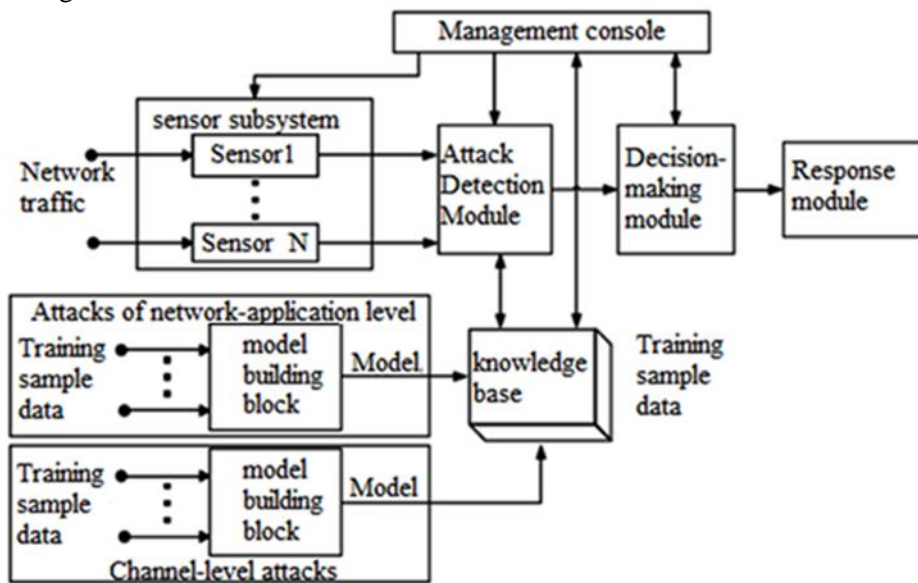 Management console
sensor subsystem
Sensor1
Network
traffic
Sensor N
Attack
Detection
Module
Decision-
making
module
Response
module
Attacks of network-application level
Training
sample
data
model
building
block
Model
knowledge
base
Training
sample
data
Training
sample
data
model
building
block
Model
Channel-level attacks